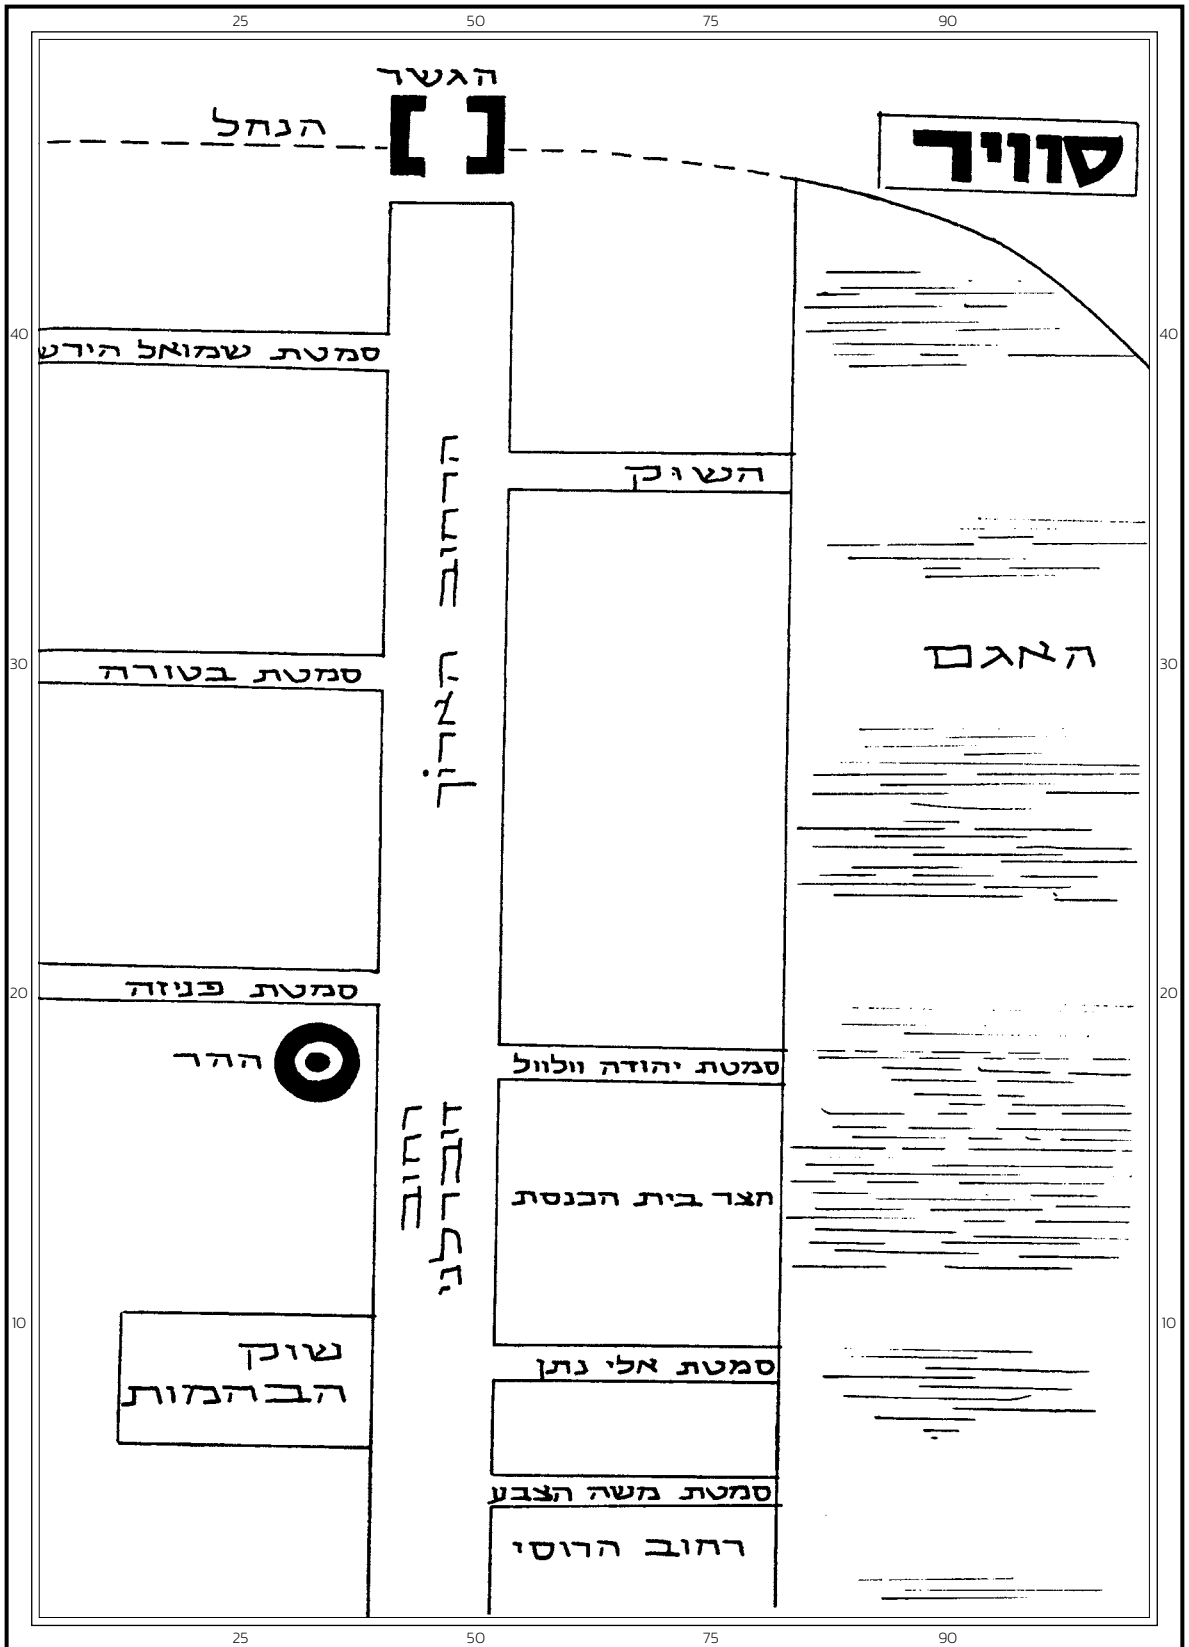 25 50 75 90
הגשר
הנחל
סוויר
40 40
סמטת שמואל הירש
הרחוב הארוך
השוק
30 30
האגם
סמטת בטורה
20 20
סמטת פניזה
ההר
סמטת יהודה וולוול
רחוב
דוברלני
חצר בית הכנסת
10 10
שוק
הבהמות
סמטת אלי נתן
סמטת משה הצבע
רחוב הרוסי
25 50 75 90